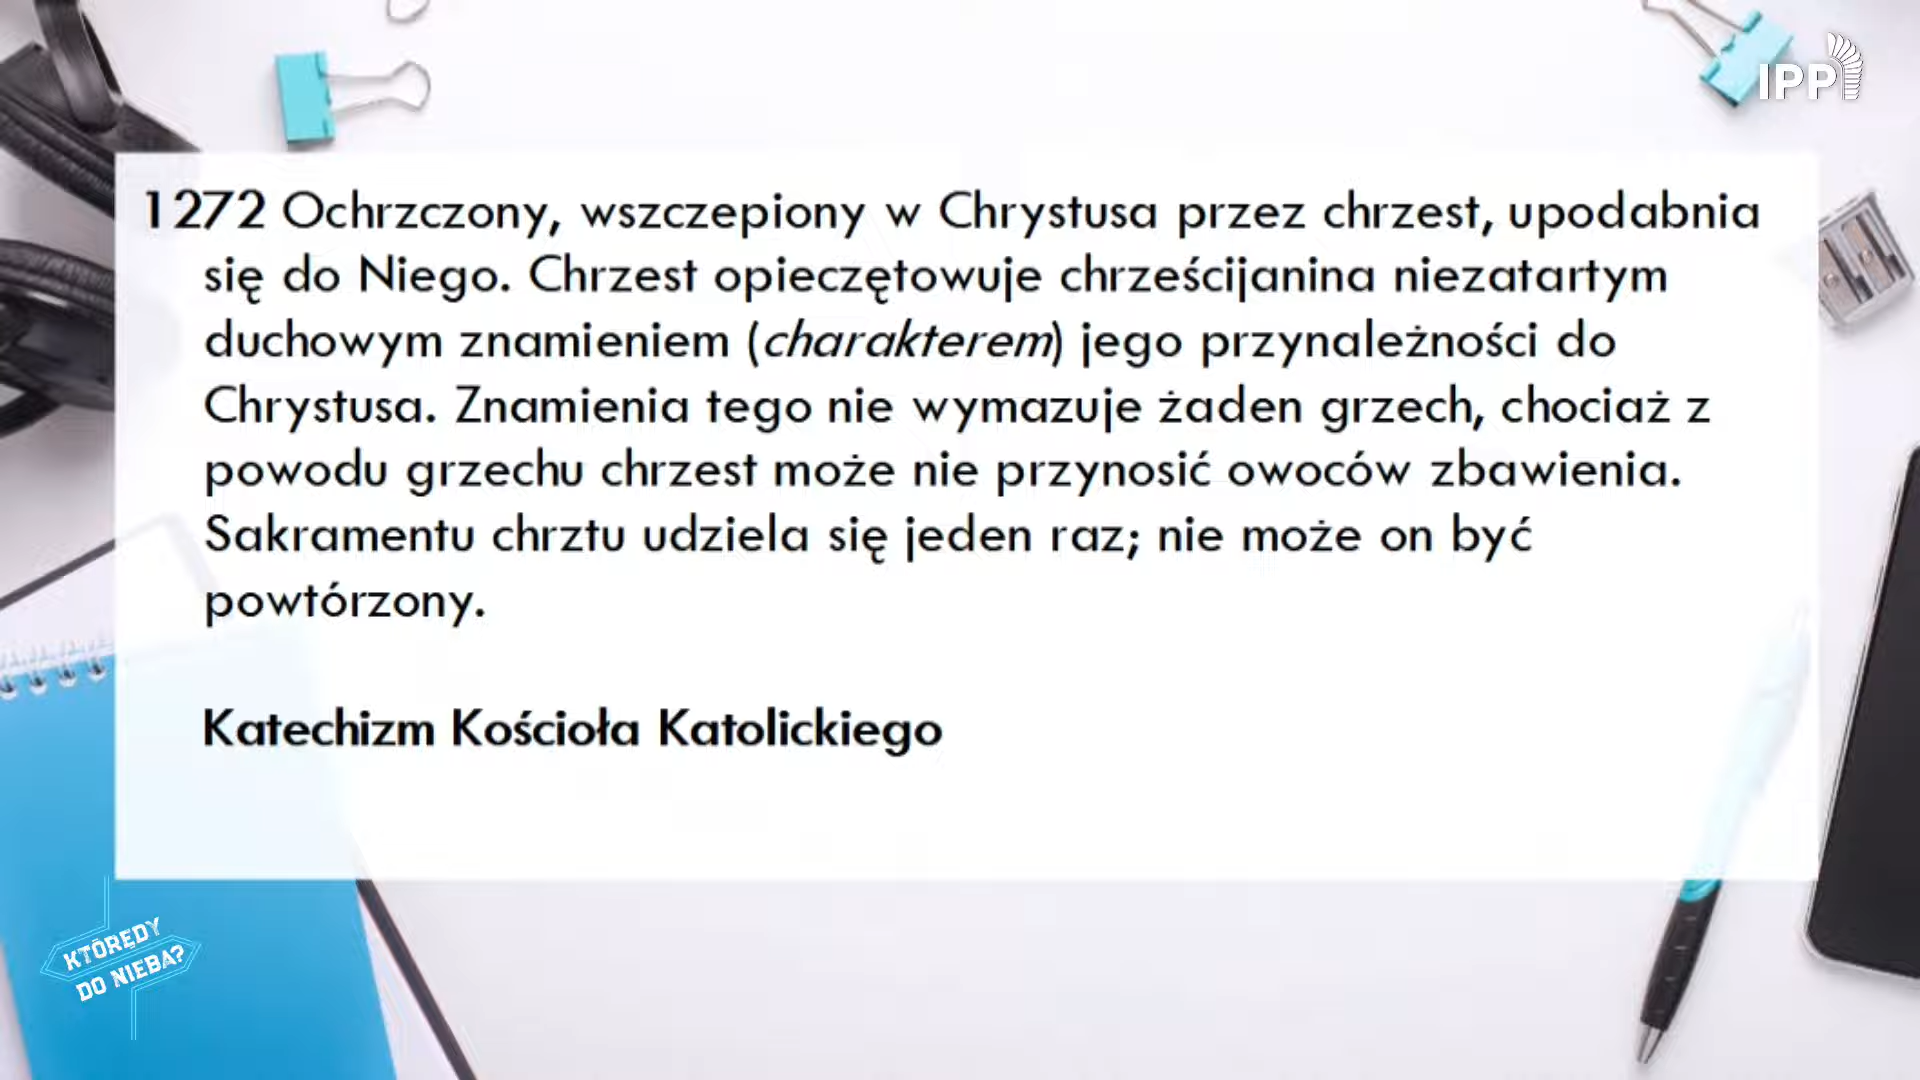 IPP
1272 Ochrzczony, wszczepiony w Chrystusa przez chrzest, upodabnia
się do Niego. Chrzest opieczętowuje chrześcijanina niezatartym
duchowym znamieniem (charakterem) jego przynależności do
Chrystusa. Znamienia tego nie wymazuje żaden grzech, chociaż z
powodu grzechu chrzest może nie przynosić owoców zbawienia.
Sakramentu chrztu udziela się jeden raz; nie może on być
powtórzony.
Katechizm Kościoła Katolickiego
KTÓRĘDY
DO NIEBA?